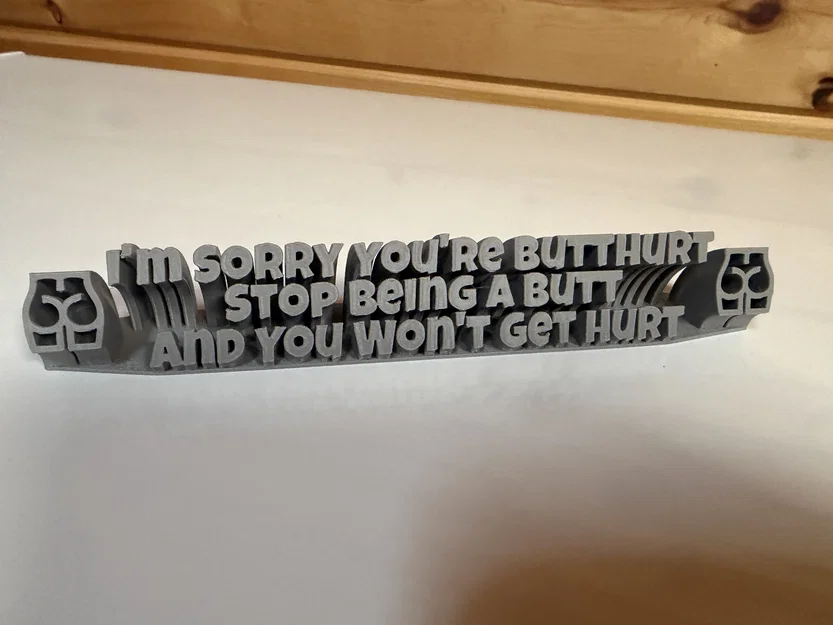 I'm SORRY YOU'Re BUTTHURT
STOP BeinG A BUTT
AnD YOU WOn'T GeT HURT